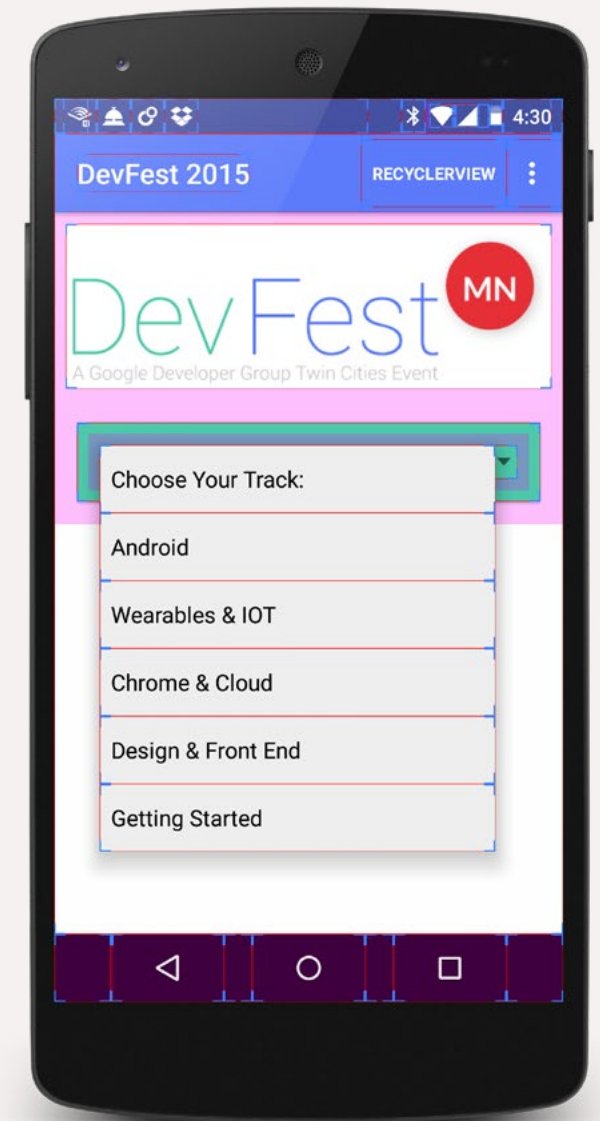 4:30
DevFest 2015 RECYCLERVIEW
DevFest MN
A Google Developer Group Twin Cities Event
Choose Your Track:
Android
Wearables & IOT
Chrome & Cloud
Design & Front End
Getting Started